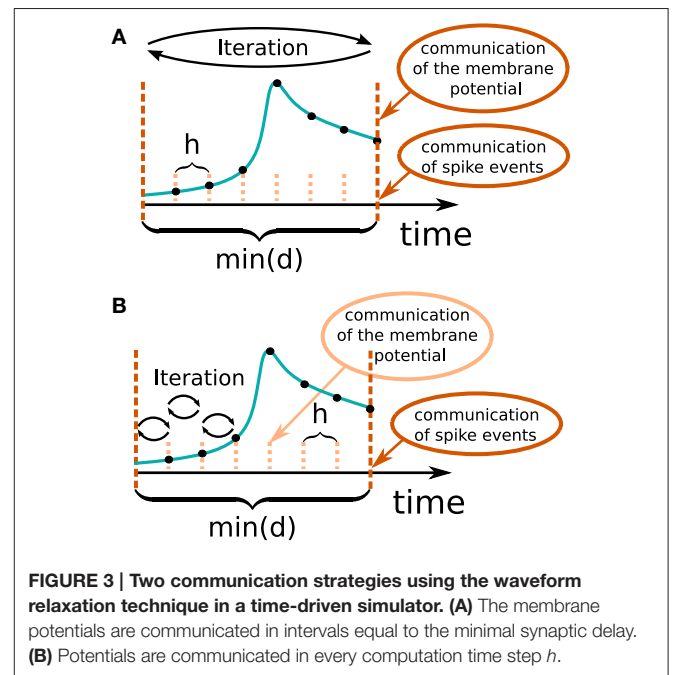 A
Iteration
communication
of the membrane
potential
h
communication
of spike events
time
min(d)
B
communication
of the membrane
potential
Iteration
h
communication
of spike events
time
min(d)
FIGURE 3 | Two communication strategies using the waveform
relaxation technique in a time-driven simulator. (A) The membrane
potentials are communicated in intervals equal to the minimal synaptic delay.
(B) Potentials are communicated in every computation time step h.